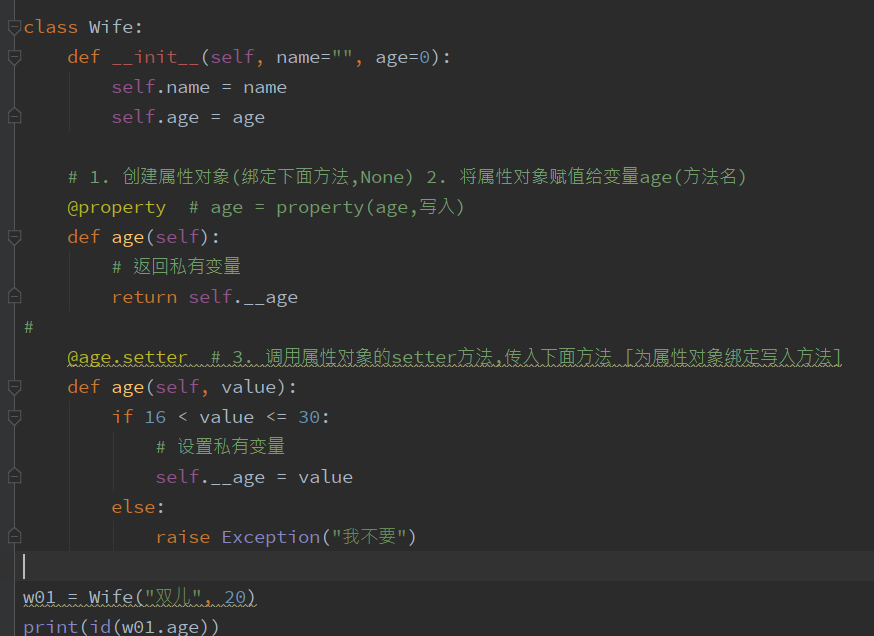 class Wife:
    def __init__(self, name="", age=0):
        self.name = name
        self.age = age
    # 1. 创建属性对象(绑定下面方法,None) 2. 将属性对象赋值给变量age(方法名)
    @property  # age = property(age,写入)
    def age(self):
        # 返回私有变量
        return self.__age
#
    @age.setter  # 3. 调用属性对象的setter方法,传入下面方法 [为属性对象绑定写入方法]
    def age(self, value):
        if 16 < value <= 30:
            # 设置私有变量
            self.__age = value
        else:
            raise Exception("我不要")
w01 = Wife("双儿", 20)
print(id(w01.age))